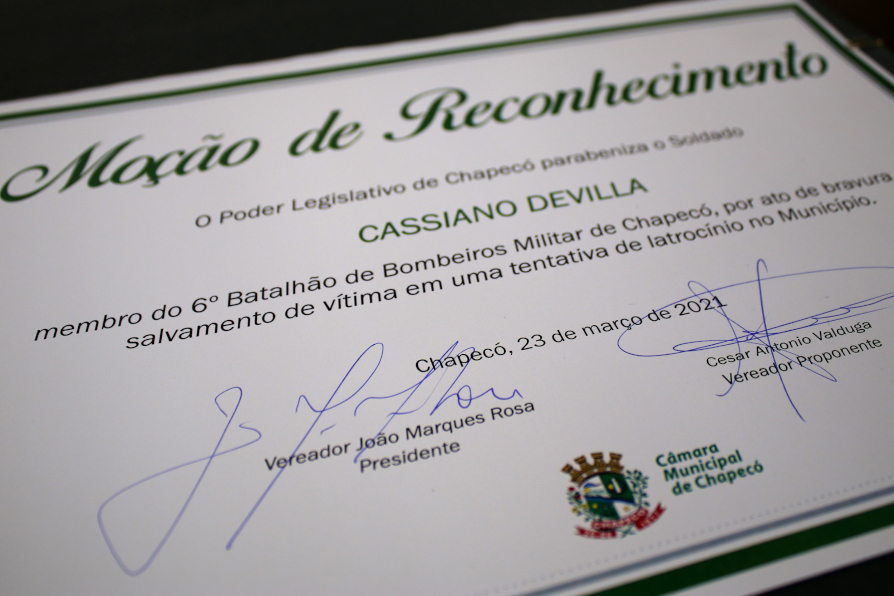 Moção de Reconhecimento
O Poder Legislativo de Chapecó parabeniza o Soldado
CASSIANO DEVILLA
membro do 6º Batalhão de Bombeiros Militar de Chapecó, por ato de bravura
salvamento de vítima em uma tentativa de latrocínio no Município.
Chapecó, 23 de março de 2021
Cesar Antonio Valduga
Vereador Proponente
Vereador João Marques Rosa
Presidente
Câmara
Municipal
de Chapecó
CHAPECÓ